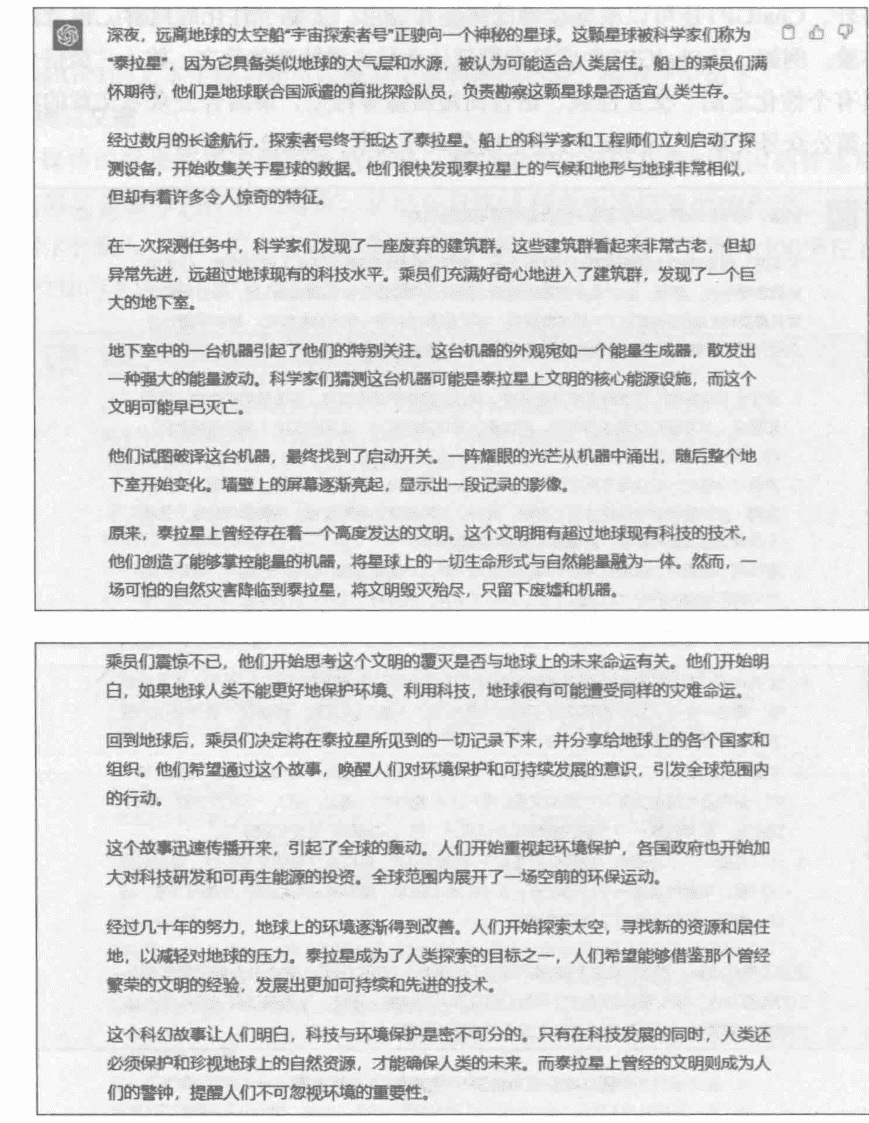 深夜，远离地球的太空船“宇宙探索者号”正驶向一个神秘的星球。这颗星球被科学家们称为
“泰拉星”，因为它具备类似地球的大气层和水源，被认为可能适合人类居住。船上的乘员们满
怀期待，他们是地球联合国派遣的首批探险队员，负责勘察这颗星球是否适宜人类生存。
经过数月的长途航行，探索者号终于抵达了泰拉星。船上的科学家和工程师们立刻启动了探
测设备，开始收集关于星球的数据。他们很快发现泰拉星上的气候和地形与地球非常相似，
但却有着许多令人惊奇的特征。
在一次探测任务中，科学家们发现了一座废弃的建筑群。这些建筑群看起来非常古老，但却
异常先进，远超过地球现有的科技水平。乘员们充满好奇心地进入了建筑群，发现了一个巨
大的地下室。
地下室中的一台机器引起了他们的特别关注。这台机器的外观宛如一个能量生成器，散发出
一种强大的能量波动。科学家们猜测这台机器可能是泰拉星上文明的核心能源设施，而这个
文明可能早已灭亡。
他们试图破译这台机器，最终找到了启动开关。一阵耀眼的光芒从机器中涌出，随后整个地
下室开始变化。墙壁上的屏幕逐渐亮起，显示出一段记录的影像。
原来，泰拉星上曾经存在着一个高度发达的文明。这个文明拥有超过地球现有科技的技术，
他们创造了能够掌控能量的机器，将星球上的一切生命形式与自然能量融为一体。然而，一
场可怕的自然灾害降临到泰拉星，将文明毁灭殆尽，只留下废墟和机器。
乘员们震惊不已，他们开始思考这个文明的覆灭是否与地球上的未来命运有关。他们开始明
白，如果地球人类不能更好地保护环境、利用科技，地球很有可能遭受同样的灾难命运。
回到地球后，乘员们决定将在泰拉星所见到的一切记录下来，并分享给地球上的各个国家和
组织。他们希望通过这个故事，唤醒人们对环境保护和可持续发展的意识，引发全球范围内
的行动。
这个故事迅速传播开来，引起了全球的轰动。人们开始重视起环境保护，各国政府也开始加
大对科技研发和可再生能源的投资。全球范围内展开了一场空前的环保运动。
经过几十年的努力，地球上的环境逐渐得到改善。人们开始探索太空，寻找新的资源和居住
地，以减轻对地球的压力。泰拉星成为了人类探索的目标之一，人们希望能够借鉴那个曾经
繁荣的文明的经验，发展出更加可持续和先进的技术。
这个科幻故事让人们明白，科技与环境保护是密不可分的。只有在科技发展的同时，人类还
必须保护和珍视地球上的自然资源，才能确保人类的未来。而泰拉星上曾经的文明则成为人
们的警钟，提醒人们不可忽视环境的重要性。